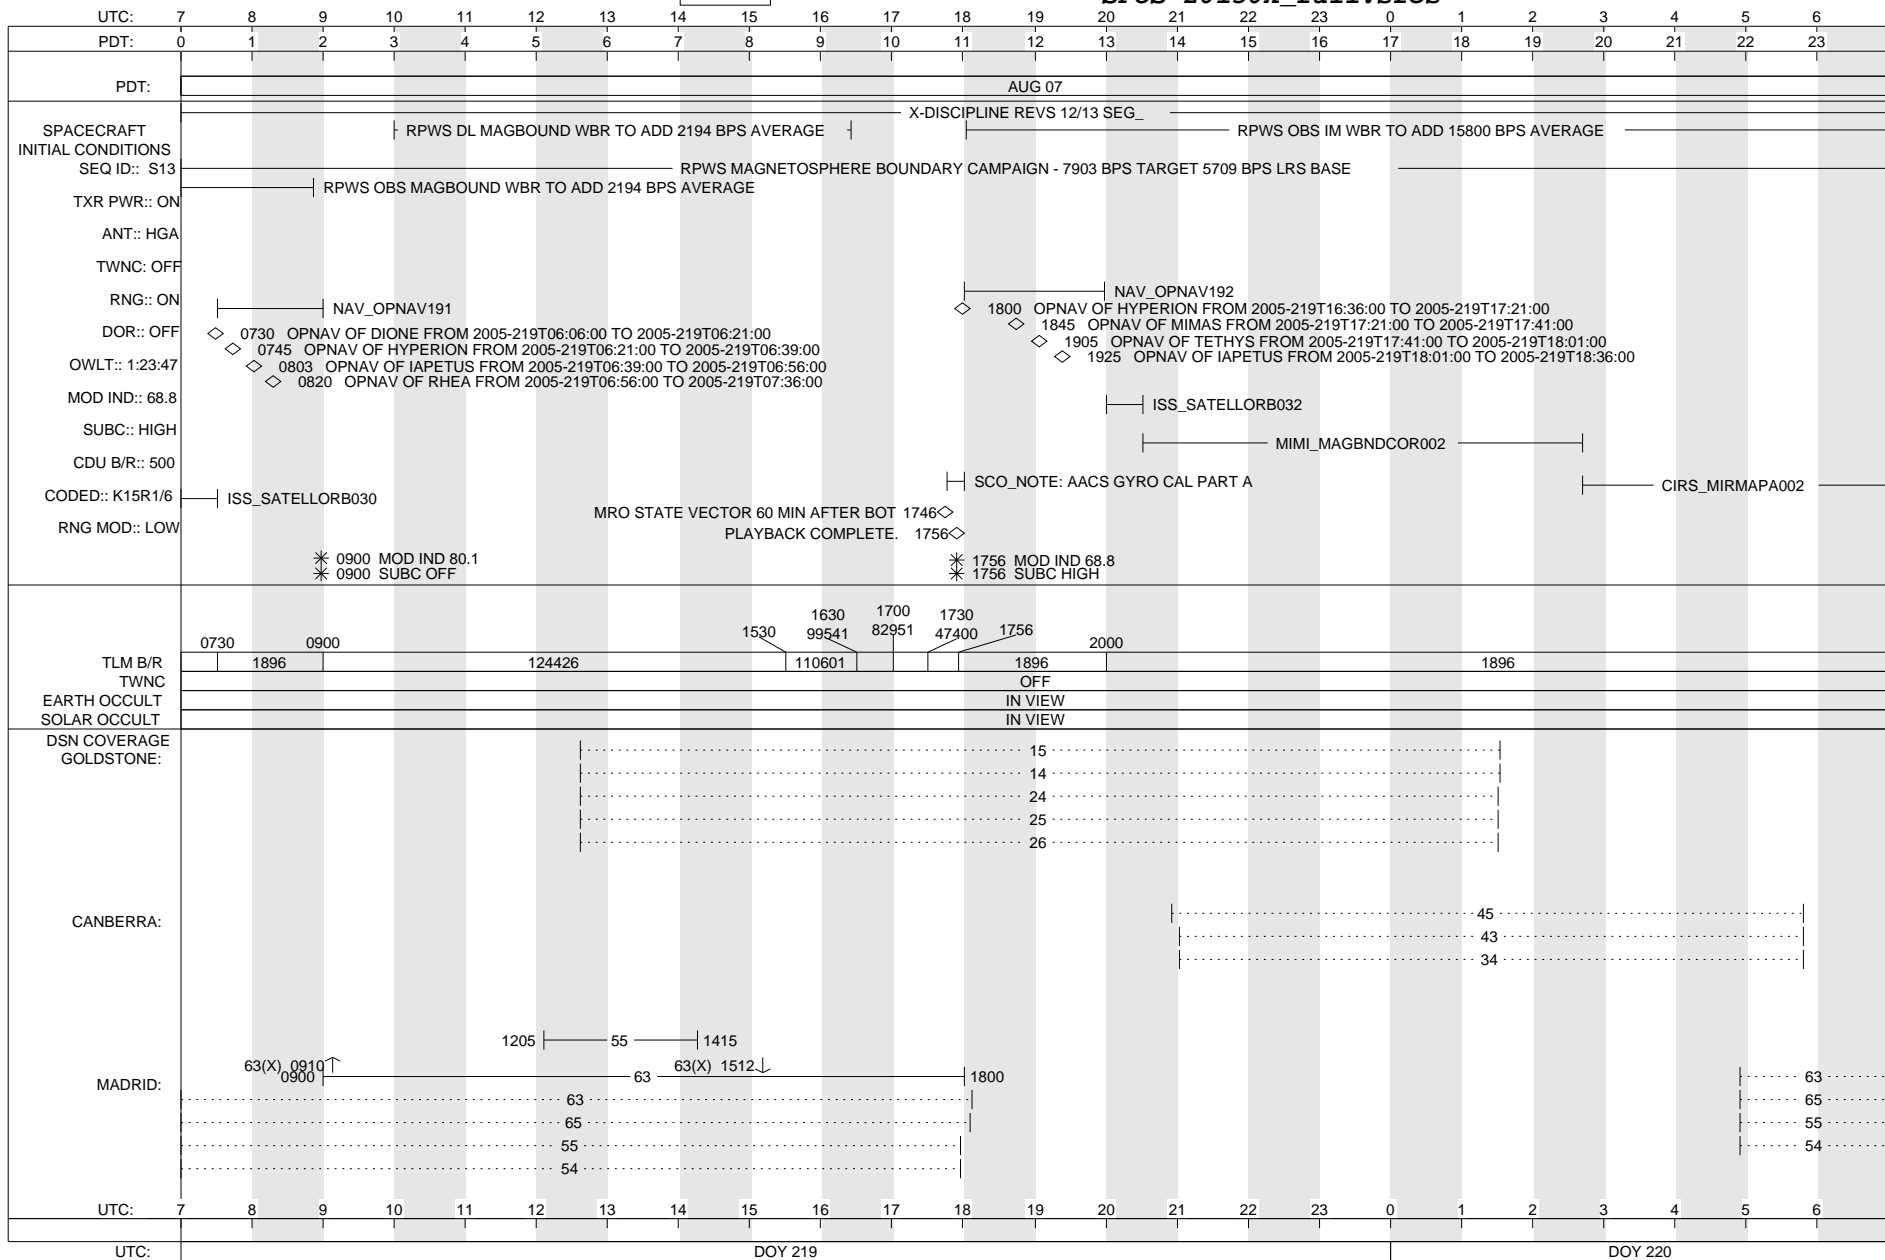 UTC: 7 8 9 10 11 12 13 14 15 16 17 18 19 20 21 22 23 0 1 2 3 4 5 6
PDT: 0 1 2 3 4 5 6 7 8 9 10 11 12 13 14 15 16 17 18 19 20 21 22 23
PDT: AUG 07
X-DISCIPLINE REVS 12/13 SEG_
SPACECRAFT
INITIAL CONDITIONS
RPWS DL MAGBOUND WBR TO ADD 2194 BPS AVERAGE
RPWS OBS IM WBR TO ADD 15800 BPS AVERAGE
SEQ ID:: S13
RPWS MAGNETOSPHERE BOUNDARY CAMPAIGN - 7903 BPS TARGET 5709 BPS LRS BASE
RPWS OBS MAGBOUND WBR TO ADD 2194 BPS AVERAGE
TXR PWR:: ON
ANT:: HGA
TWNC: OFF
RNG:: ON
DOR:: OFF
OWLT:: 1:23:47
MOD IND:: 68.8
SUBC:: HIGH
CDU B/R:: 500
CODED:: K15R1/6
RNG MOD:: LOW
NAV_OPNAV191
0730 OPNAV OF DIONE FROM 2005-219T06:06:00 TO 2005-219T06:21:00
0745 OPNAV OF HYPERION FROM 2005-219T06:21:00 TO 2005-219T06:39:00
0803 OPNAV OF IAPETUS FROM 2005-219T06:39:00 TO 2005-219T06:56:00
0820 OPNAV OF RHEA FROM 2005-219T06:56:00 TO 2005-219T07:36:00
NAV_OPNAV192
1800 OPNAV OF HYPERION FROM 2005-219T16:36:00 TO 2005-219T17:21:00
1845 OPNAV OF MIMAS FROM 2005-219T17:21:00 TO 2005-219T17:41:00
1905 OPNAV OF TETHYS FROM 2005-219T17:41:00 TO 2005-219T18:01:00
1925 OPNAV OF IAPETUS FROM 2005-219T18:01:00 TO 2005-219T18:36:00
ISS_SATELLORB032
MIMI_MAGBNDCOR002
SCO_NOTE: AACS GYRO CAL PART A
CIRS_MIRMAPA002
ISS_SATELLORB030
MRO STATE VECTOR 60 MIN AFTER BOT 1746
PLAYBACK COMPLETE. 1756
0900 MOD IND 80.1
0900 SUBC OFF
1756 MOD IND 68.8
1756 SUBC HIGH
1630 1700 1730
1530 99541 82951 47400 1756
0730 0900 2000
TLM B/R 1896 124426 110601 1896 1896
TWNC OFF
EARTH OCCULT IN VIEW
SOLAR OCCULT IN VIEW
DSN COVERAGE
GOLDSTONE:
15
14
24
25
26
CANBERRA:
45
43
34
1205 55 1415
63(X) 0910 63(X) 1512
MADRID:
0900 63 1800 63
63 65
65 55
55 54
54
UTC: 7 8 9 10 11 12 13 14 15 16 17 18 19 20 21 22 23 0 1 2 3 4 5 6
UTC: DOY 219 DOY 220